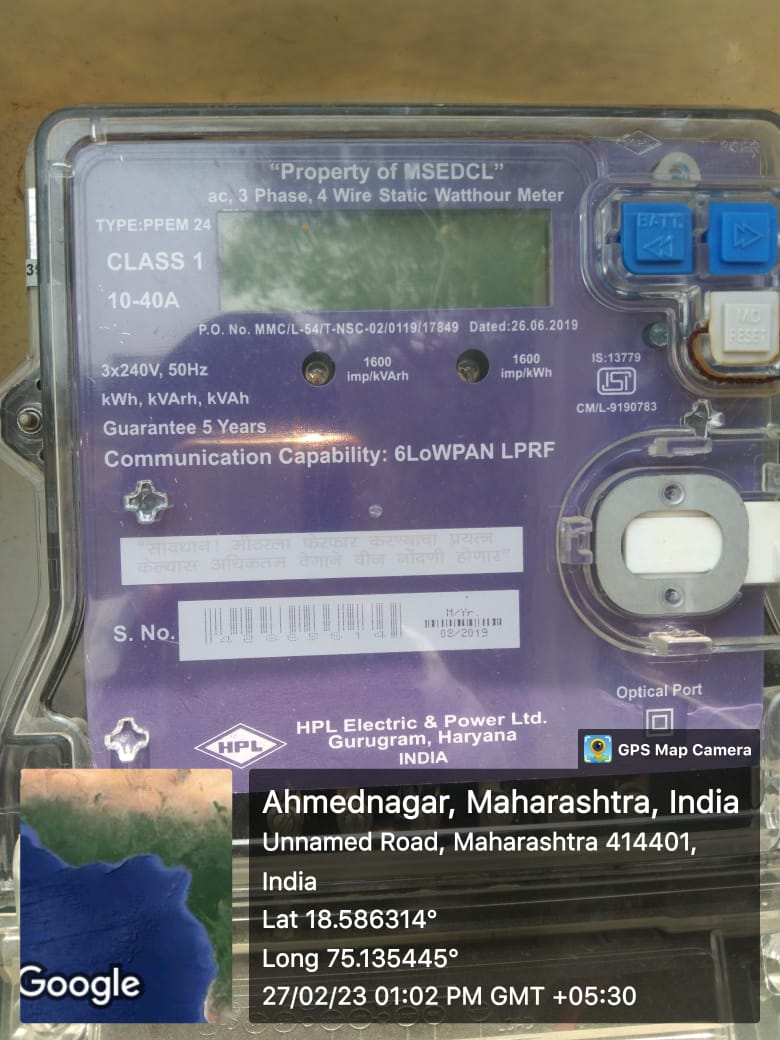 "Property of MSEDCL"
ac, 3 Phase, 4 Wire Static Watthour Meter
TYPE:PPEM 24
CLASS 1
10-40A
BATT.
MD
RESET
P.O. No. MMC/L-54/T-NSC-02/0119/17849 Dated:26.06.2019
3x240V, 50Hz
1600
imp/kVArh
1600
imp/kWh
IS:13779
ISI
CM/L-9190783
kWh, kVArh, kVAh
Guarantee 5 Years
Communication Capability: 6LoWPAN LPRF
"सावधान! मीटरला फेरफार करण्याचा प्रयत्न
केल्यास अधिकतम वेगाने वीज नोंदणी होणार"
S. No.
M/Yr.
08/2019
Optical Port
HPL
HPL Electric & Power Ltd.
Gurugram, Haryana
INDIA
GPS Map Camera
Ahmednagar, Maharashtra, India
Unnamed Road, Maharashtra 414401,
India
Lat 18.586314°
Long 75.135445°
27/02/23 01:02 PM GMT +05:30
Google